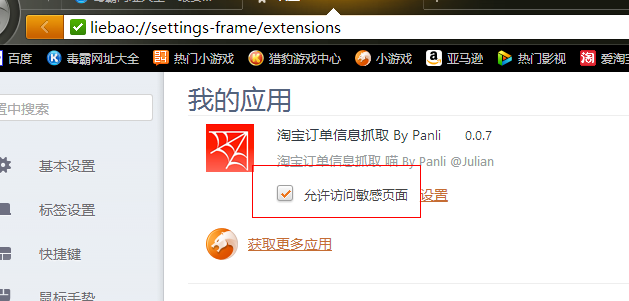 liebao://settings-frame/extensions
百度 毒霸网址大全 热门小游戏 猎豹游戏中心 小游戏 亚马逊 热门影视 爱淘宝
置中搜索
我的应用
淘宝订单信息抓取 By Panli 0.0.7
淘宝订单信息抓取 喵 By Panli @Julian
基本设置
允许访问敏感页面 设置
标签设置
获取更多应用
快捷键
鼠标手势